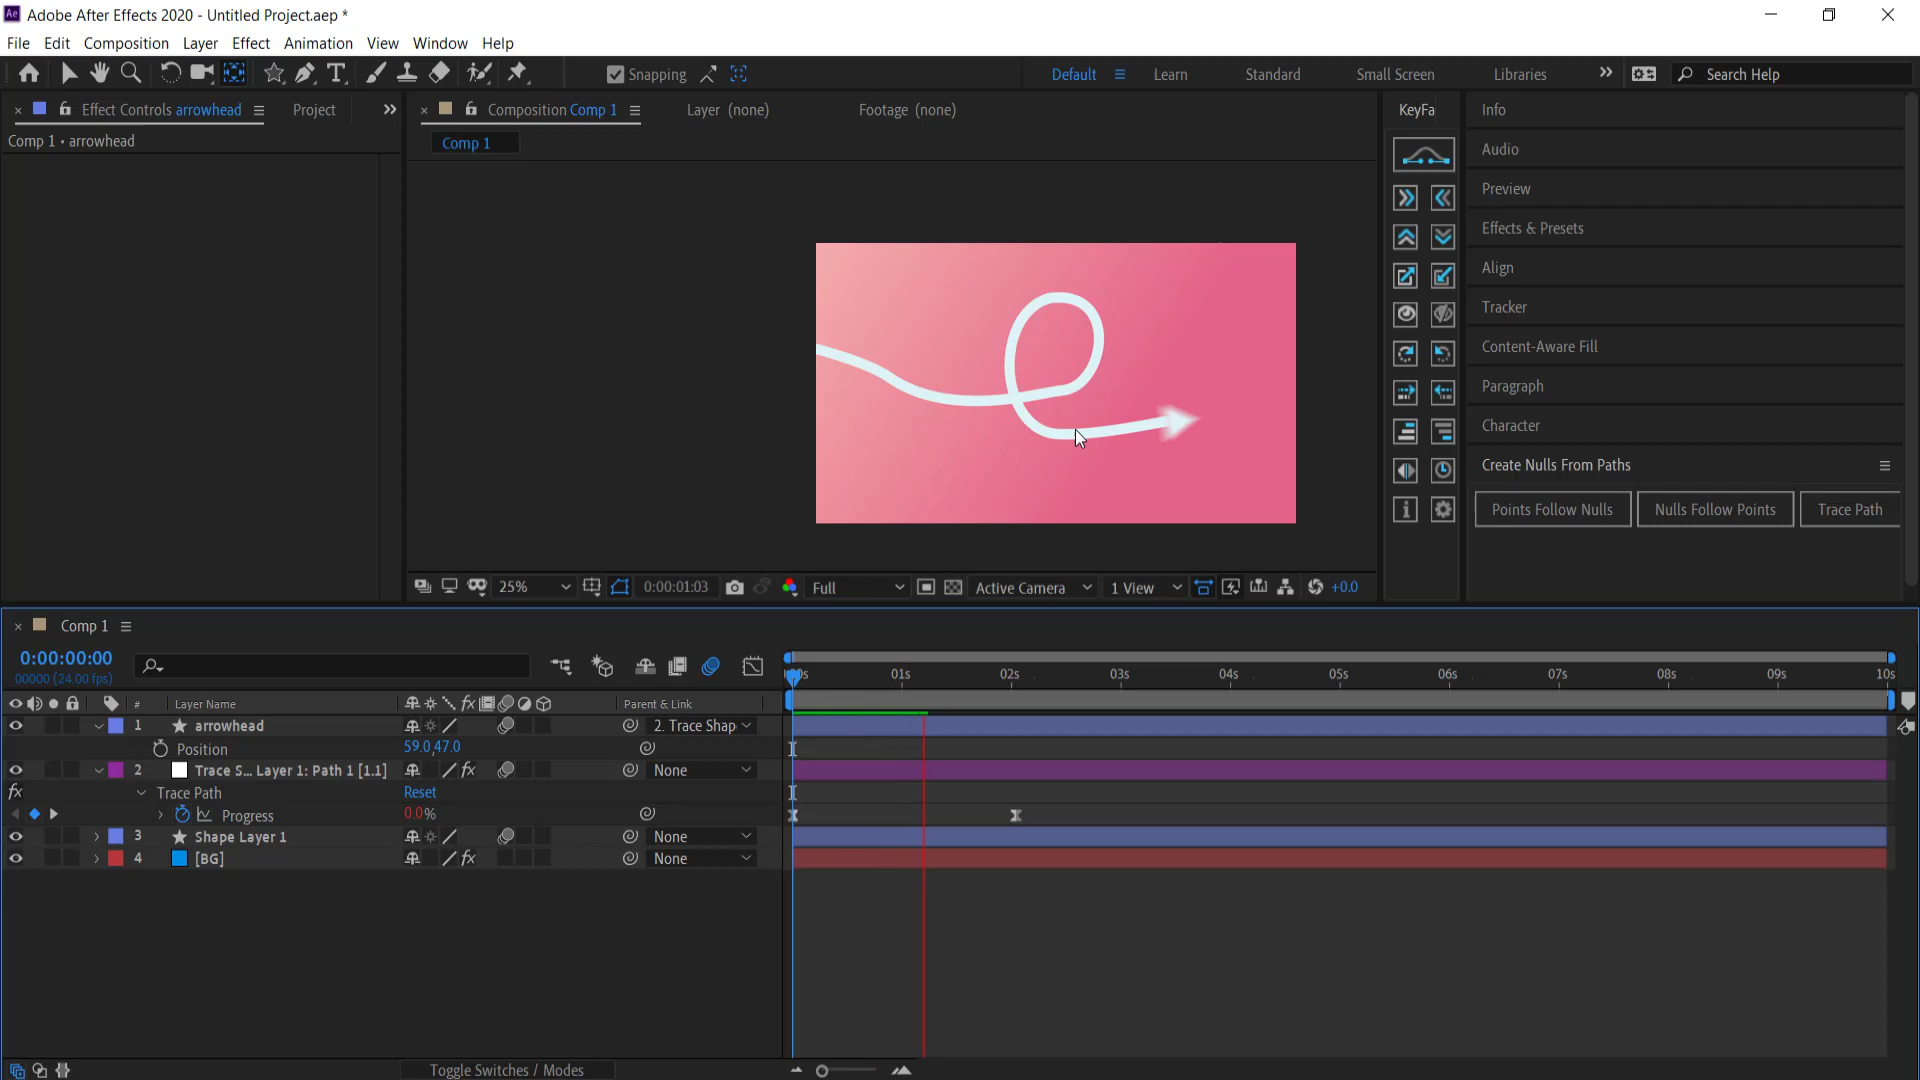 Adobe After Effects 2020 - Untitled Project.aep *
File Edit Composition Layer Effect Animation View Window Help
Snapping Default Learn Standard Small Screen Libraries Search Help
Effect Controls arrowhead Project Composition Comp 1 Layer (none) Footage (none) KeyFa Info
Comp 1 • arrowhead
Comp 1
Audio
Preview
Effects & Presets
Align
Tracker
Content-Aware Fill
Paragraph
Character
Create Nulls From Paths
Points Follow Nulls Nulls Follow Points Trace Path
25% 0:00:01:03 Full Active Camera 1 View +0.0
Comp 1
0:00:00:00
00000 (24.00 fps)
01s 02s 03s 04s 05s 06s 07s 08s 09s 10s
# Layer Name fx Parent & Link
1 arrowhead 2. Trace Shap
Position 59.0,47.0
2 Trace S... Layer 1: Path 1 [1.1] fx None
fx Trace Path Reset
Progress 0.0%
3 Shape Layer 1 None
4 [BG] fx None
Toggle Switches / Modes